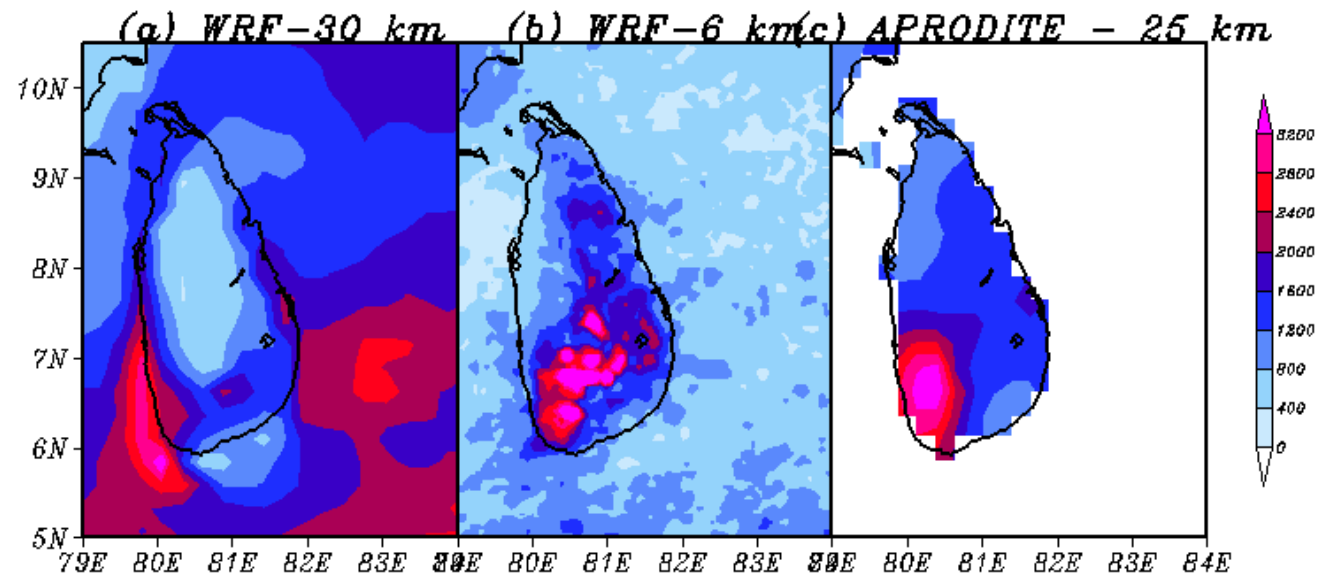 (a) WRF-30 km (b) WRF-6 km (c) APRODITE - 25 km
10N
9N
8N
7N
6N
5N
3200
2800
2400
2000
1600
1200
800
400
0
79E 80E 81E 82E 83E 80E 81E 82E 83E 80E 81E 82E 83E 84E